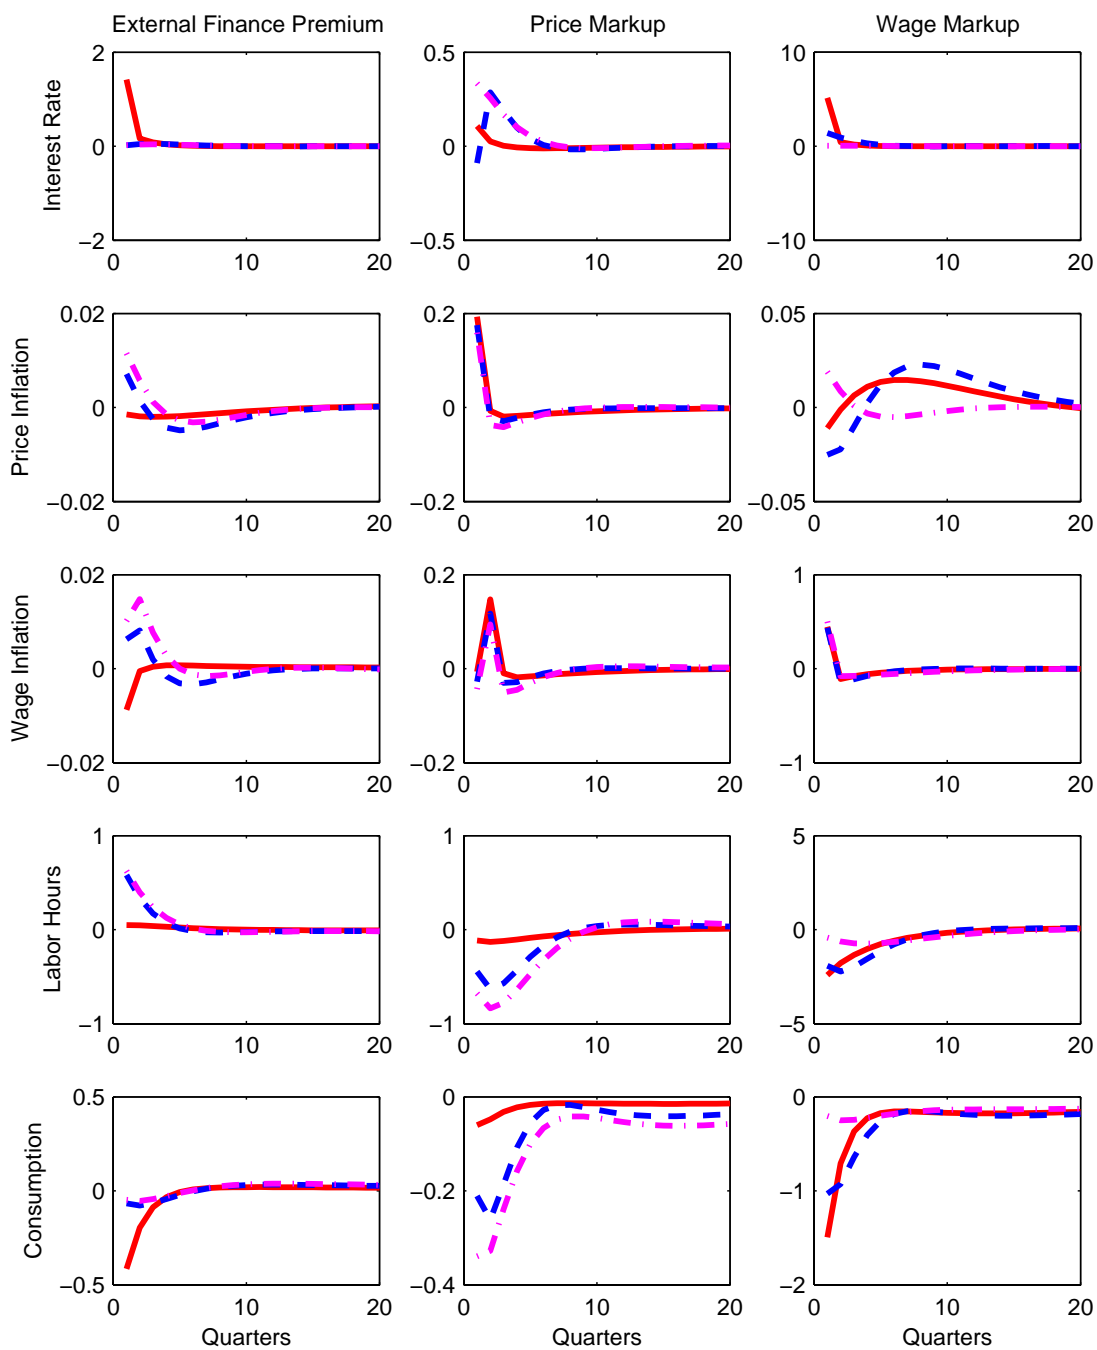 External Finance Premium Price Markup Wage Markup
Interest Rate
2 0.5 10
0 0 0
−2 −0.5 −10
0 10 20 0 10 20 0 10 20
Price Inflation
0.02 0.2 0.05
0 0 0
−0.02 −0.2 −0.05
0 10 20 0 10 20 0 10 20
Wage Inflation
0.02 0.2 1
0 0 0
−0.02 −0.2 −1
0 10 20 0 10 20 0 10 20
Labor Hours
1 1 5
0 0 0
−1 −1 −5
0 10 20 0 10 20 0 10 20
Consumption
0.5 0 0
0 −0.2 −1
−0.5 −0.4 −2
0 10 20 0 10 20 0 10 20
Quarters Quarters Quarters